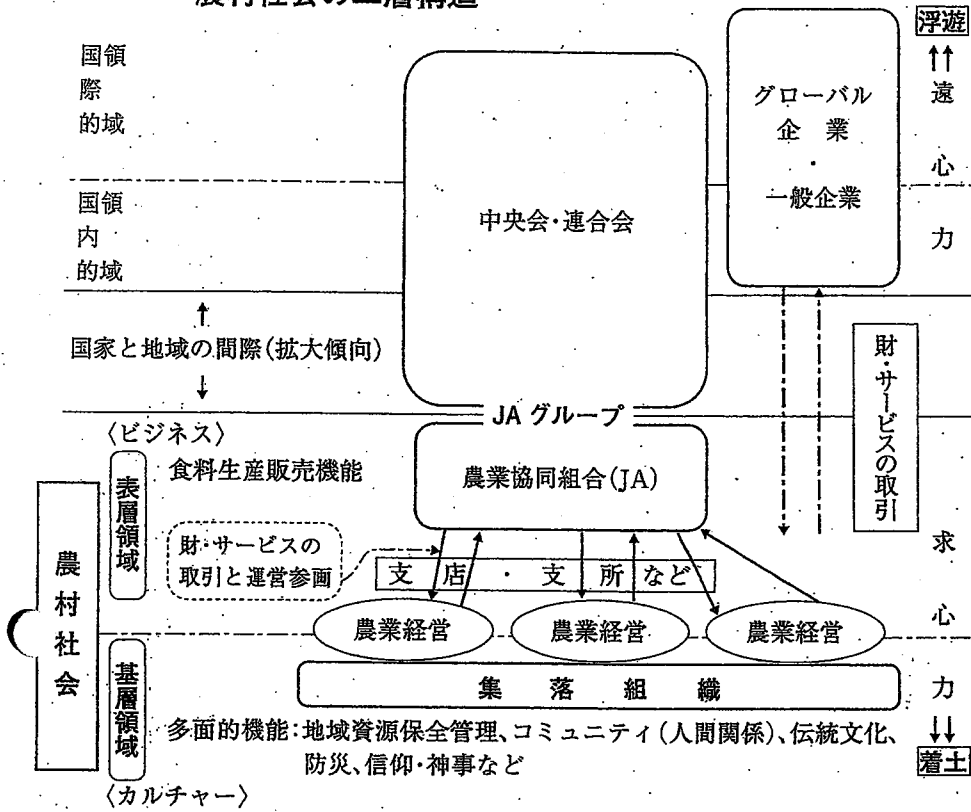 農村社会の二層構造
浮遊
遠心力
国際的領域
グローバル
企業
・
一般企業
中央会・連合会
国内的領域
国家と地域の間際(拡大傾向)
財・サービスの取引
JAグループ
〈ビジネス〉
表層領域
食料生産販売機能
農業協同組合(JA)
財・サービスの
取引と運営参画
支店・支所など
求心力
農村社会
農業経営
農業経営
農業経営
基層領域
集落組織
多面的機能:地域資源保全管理、コミュニティ(人間関係)、伝統文化、
防災、信仰・神事など
着土
〈カルチャー〉